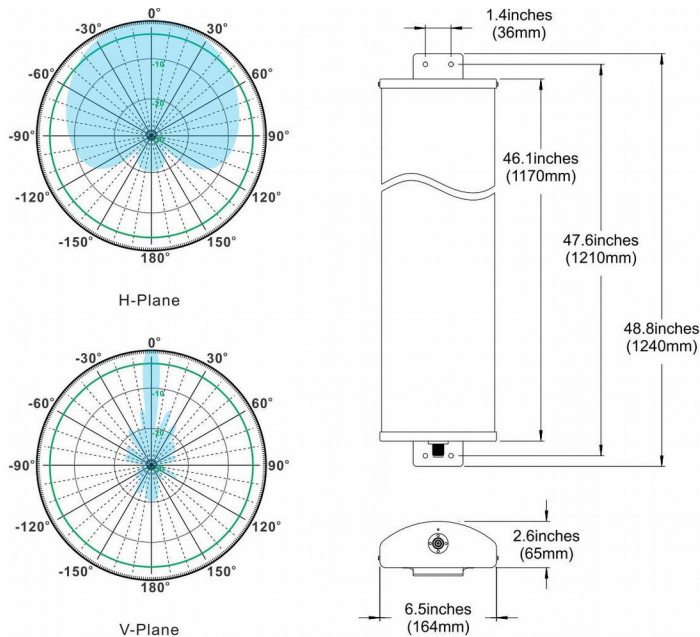 0°
-30°
30°
-60°
60°
-90°
90°
-120°
120°
-150°
150°
180°
-10
-20
H-Plane
0°
-30°
30°
-60°
60°
-90°
90°
-120°
120°
-150°
150°
180°
-10
-20
V-Plane
1.4inches
(36mm)
46.1inches
(1170mm)
47.6inches
(1210mm)
48.8inches
(1240mm)
2.6inches
(65mm)
6.5inches
(164mm)